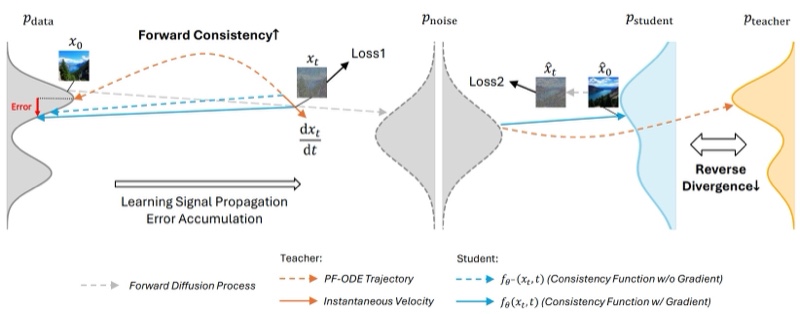 p_data
p_noise
p_student
p_teacher
x_0
Forward Consistency↑
x_t
Loss1
Error
dx_t
dt
Learning Signal Propagation
Error Accumulation
Loss2
x̂_t
x̂_0
Reverse
Divergence↓
Forward Diffusion Process
Teacher:
PF-ODE Trajectory
Instantaneous Velocity
Student:
f_θ⁻(x_t, t) (Consistency Function w/o Gradient)
f_θ(x_t, t) (Consistency Function w/ Gradient)